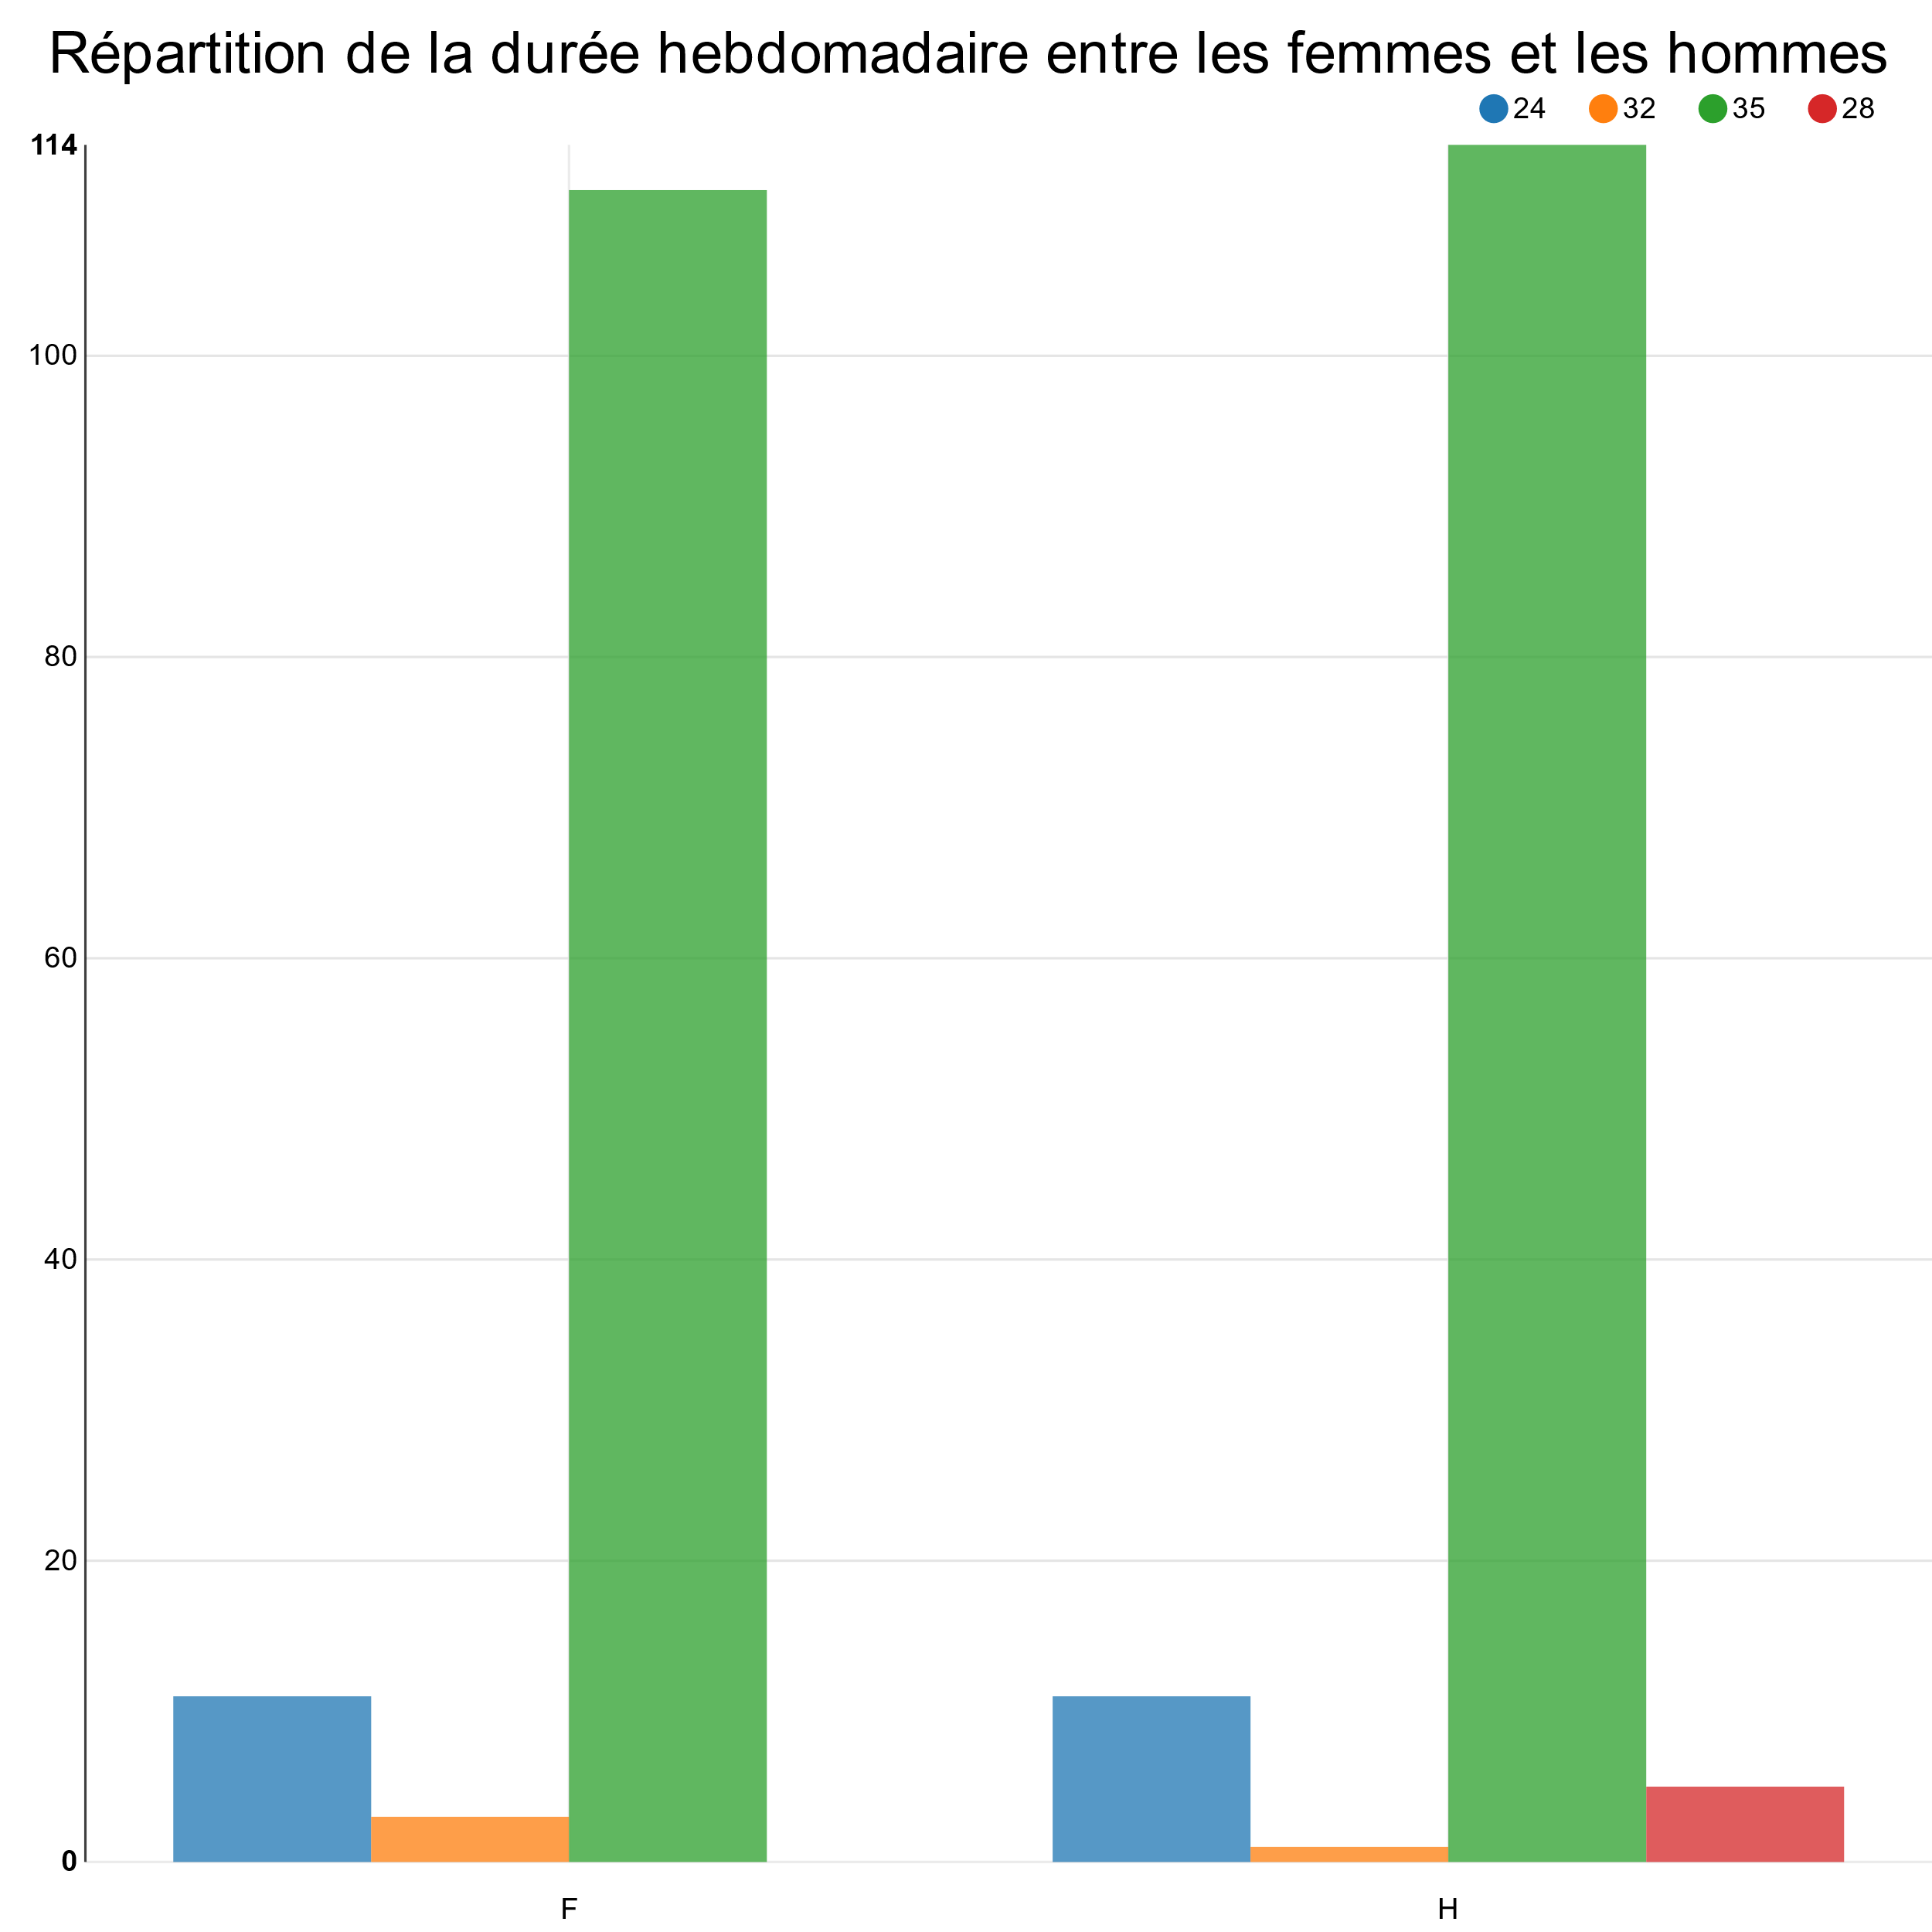 Répartition de la durée hebdomadaire entre les femmes et les hommes
24 32 35 28
114
100
80
60
40
20
0
F H